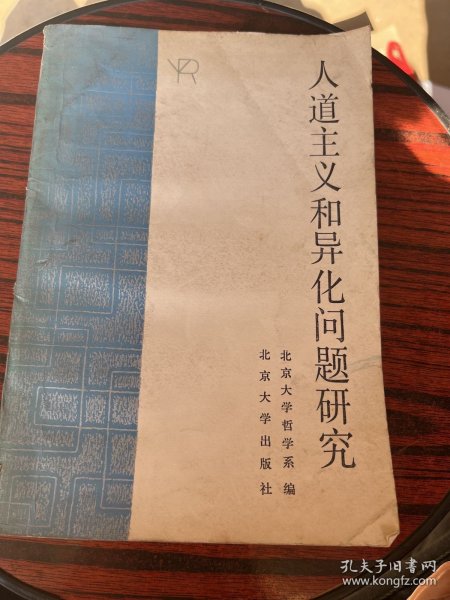 YR
人道主义和异化问题研究
北京大学哲学系 编
北京大学出版社
孔夫子旧书网
www.kongfz.com